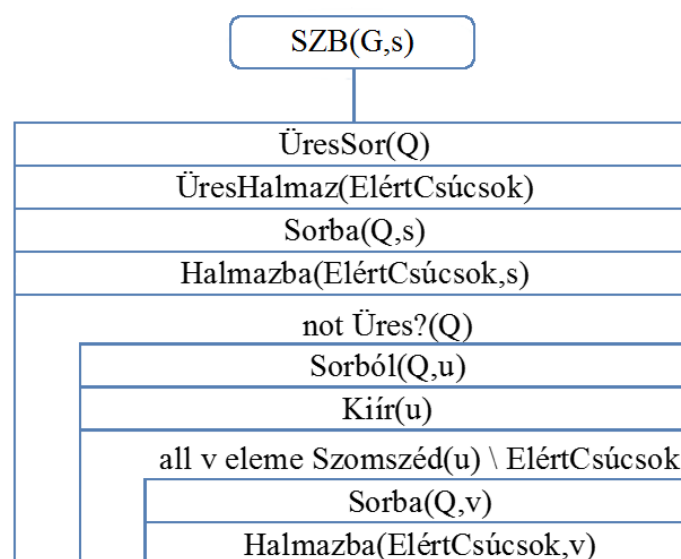 SZB(G,s)
ÜresSor(Q)
ÜresHalmaz(ElértCsúcsok)
Sorba(Q,s)
Halmazba(ElértCsúcsok,s)
not Üres?(Q)
Sorból(Q,u)
Kiír(u)
all v eleme Szomszéd(u) \ ElértCsúcsok
Sorba(Q,v)
Halmazba(ElértCsúcsok,v)